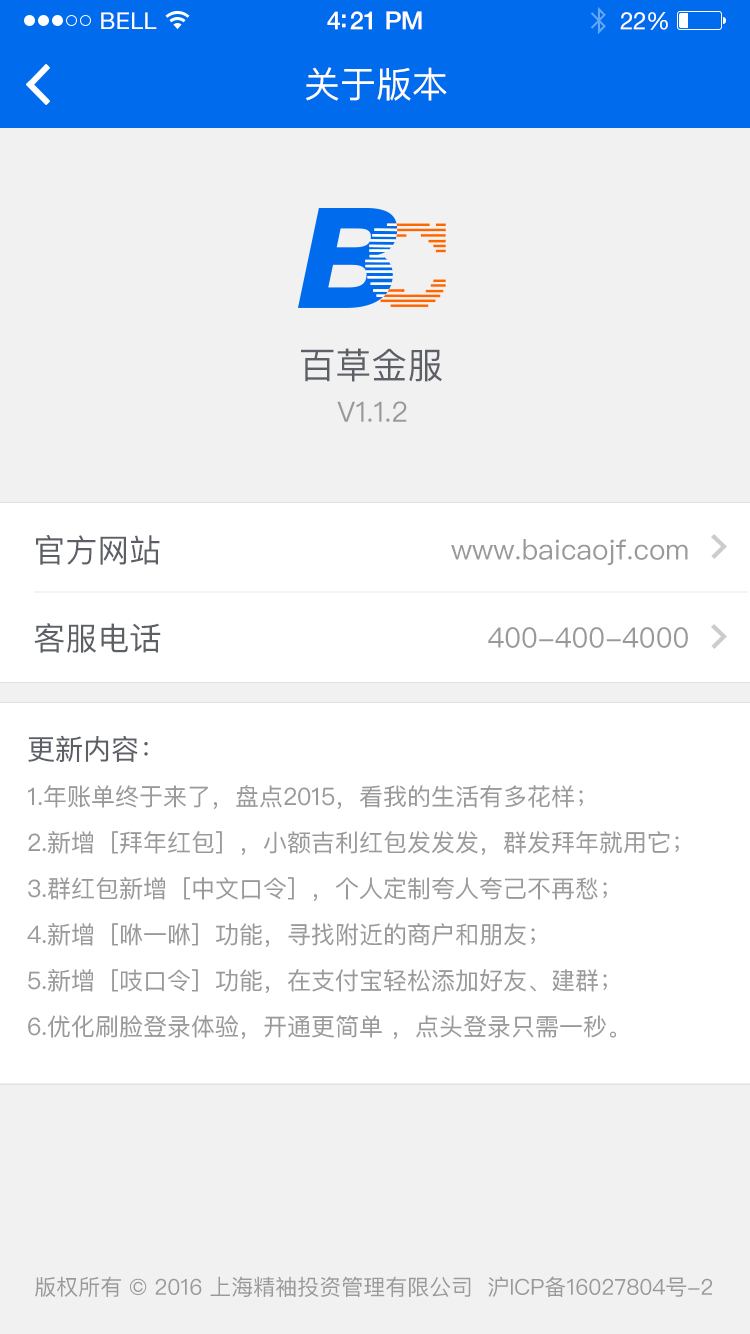 BELL 4:21 PM 22%
关于版本
BC
百草金服
V1.1.2
官方网站 www.baicaojf.com
客服电话 400-400-4000
更新内容：
1.年账单终于来了，盘点2015，看我的生活有多花样；
2.新增［拜年红包］，小额吉利红包发发发，群发拜年就用它；
3.群红包新增［中文口令］，个人定制夸人夸己不再愁；
4.新增［咻一咻］功能，寻找附近的商户和朋友；
5.新增［吱口令］功能，在支付宝轻松添加好友、建群；
6.优化刷脸登录体验，开通更简单 ，点头登录只需一秒。
版权所有 © 2016 上海精袖投资管理有限公司 沪ICP备16027804号-2